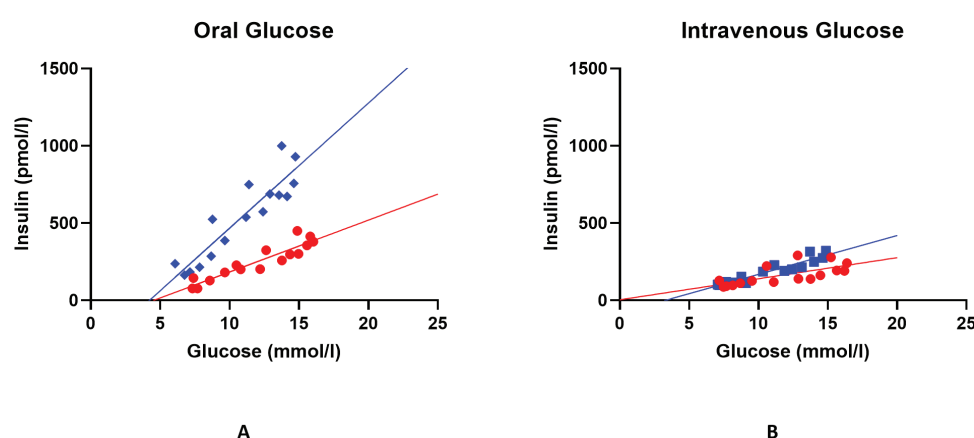 Oral Glucose
1500
1000
500
0
Insulin (pmol/l)
0 5 10 15 20 25
Glucose (mmol/l)
A
Intravenous Glucose
1500
1000
500
0
Insulin (pmol/l)
0 5 10 15 20 25
Glucose (mmol/l)
B